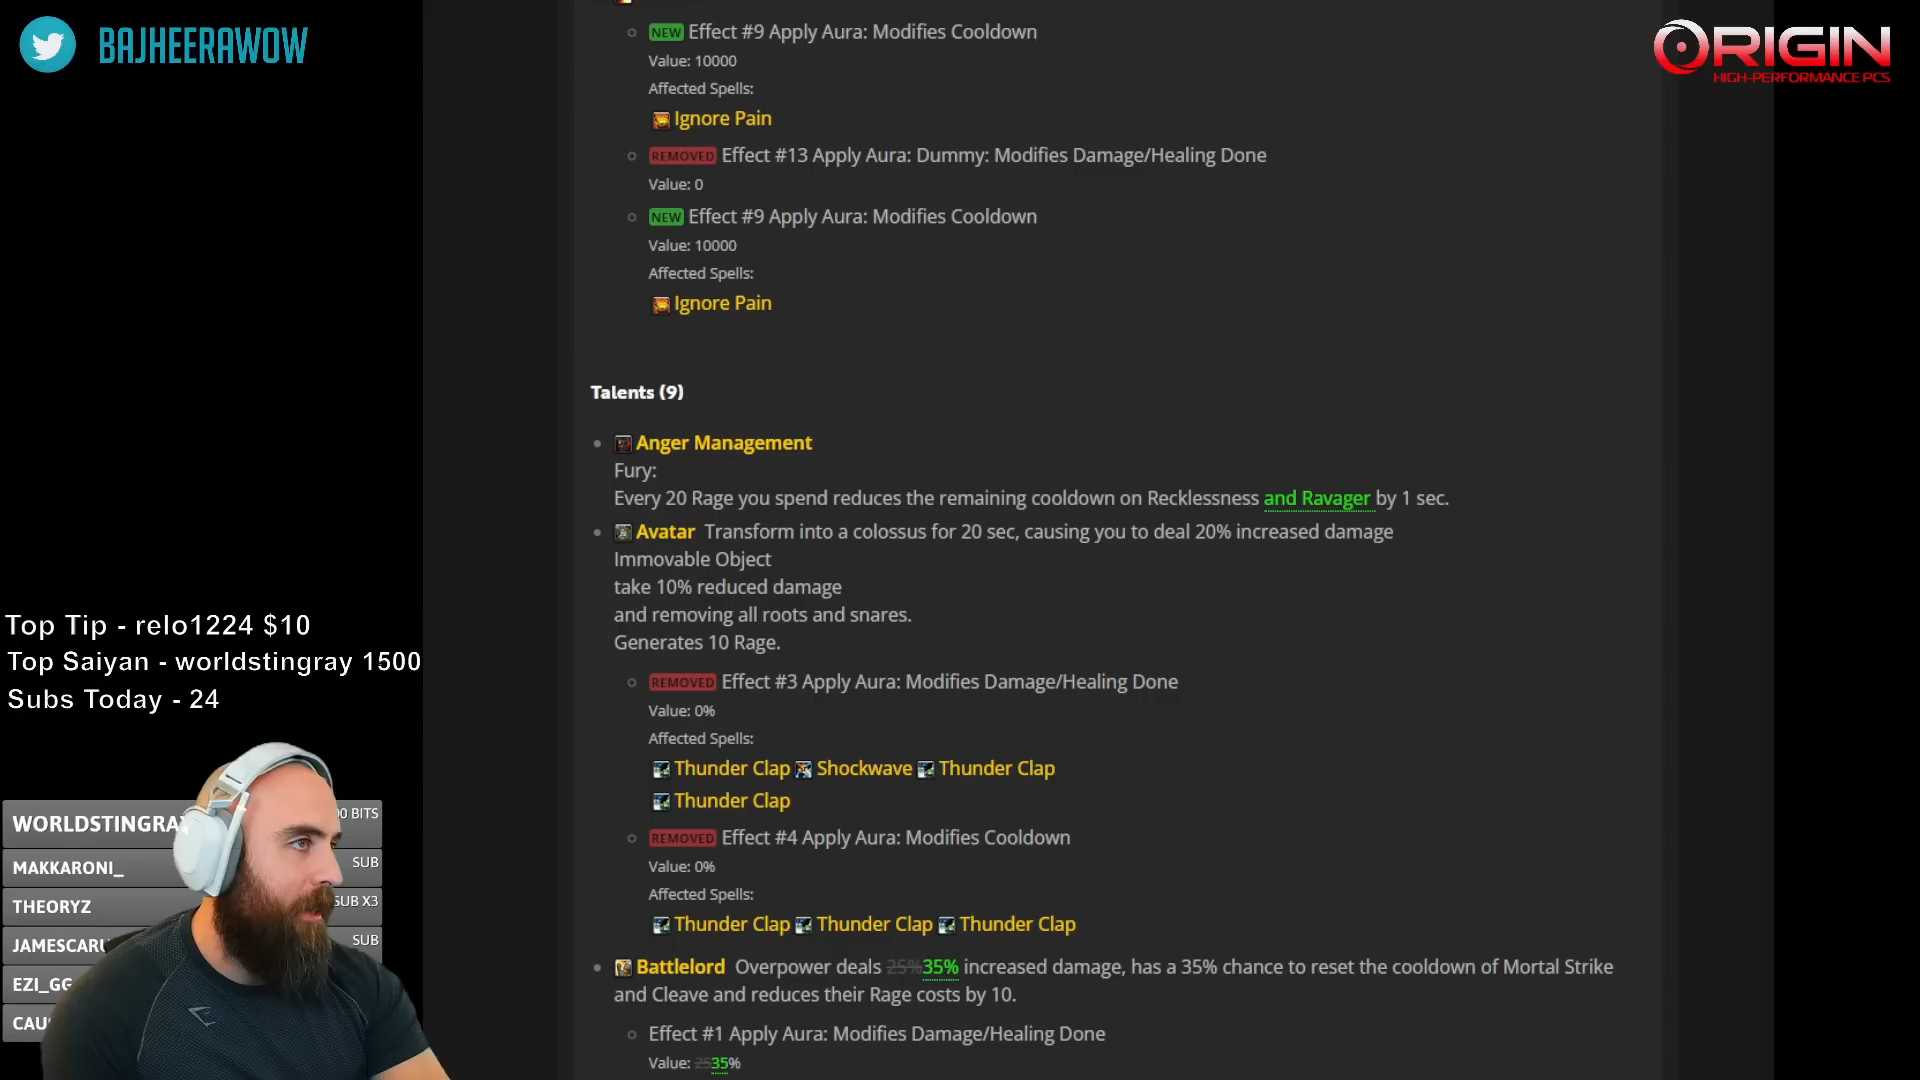 BAJHEERAWOW
ORIGIN
HIGH-PERFORMANCE PCS
NEW Effect #9 Apply Aura: Modifies Cooldown
Value: 10000
Affected Spells:
Ignore Pain
REMOVED Effect #13 Apply Aura: Dummy: Modifies Damage/Healing Done
Value: 0
NEW Effect #9 Apply Aura: Modifies Cooldown
Value: 10000
Affected Spells:
Ignore Pain
Talents (9)
Anger Management
Fury:
Every 20 Rage you spend reduces the remaining cooldown on Recklessness and Ravager by 1 sec.
Avatar Transform into a colossus for 20 sec, causing you to deal 20% increased damage
Immovable Object
take 10% reduced damage
and removing all roots and snares.
Generates 10 Rage.
REMOVED Effect #3 Apply Aura: Modifies Damage/Healing Done
Value: 0%
Affected Spells:
Thunder Clap Shockwave Thunder Clap
Thunder Clap
REMOVED Effect #4 Apply Aura: Modifies Cooldown
Value: 0%
Affected Spells:
Thunder Clap Thunder Clap Thunder Clap
Battlelord Overpower deals 25%35% increased damage, has a 35% chance to reset the cooldown of Mortal Strike
and Cleave and reduces their Rage costs by 10.
Effect #1 Apply Aura: Modifies Damage/Healing Done
Value: 2535%
Top Tip - relo1224 $10
Top Saiyan - worldstingray 1500
Subs Today - 24
WORLDSTINGRA 00 BITS
MAKKARONI_ SUB
THEORYZ SUB X3
JAMESCAR SUB
EZI_GG
CAU